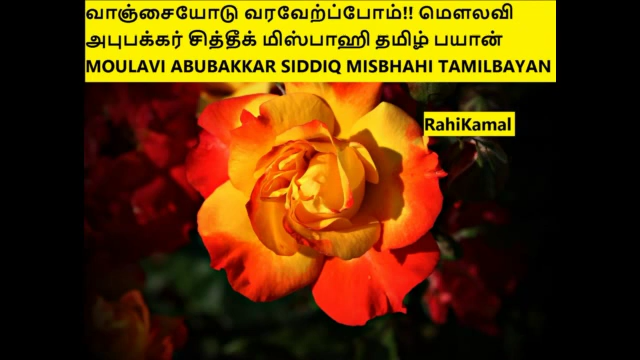 வாஞ்சையோடு வரவேற்ப்போம்!! மௌலவி
அபுபக்கர் சித்தீக் மிஸ்பாஹி தமிழ் பயான்
MOULAVI ABUBAKKAR SIDDIQ MISBHAHI TAMILBAYAN
RahiKamal